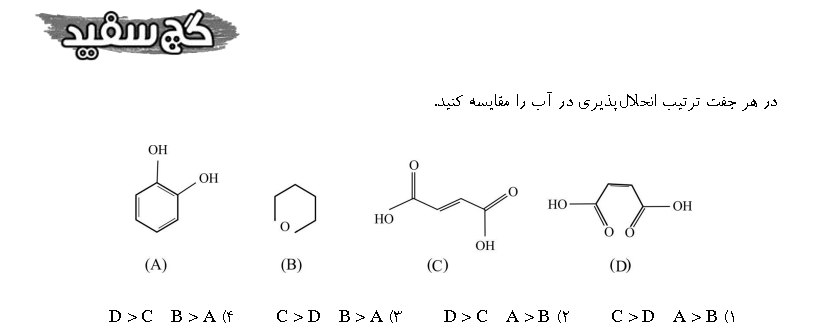 گچ سفید
در هر جفت ترتیب انحلال‌پذیری در آب را مقایسه کنید.
OH
OH
O
O
O
HO
OH
HO
OH
O O
(A) (B) (C) (D)
۱) A > B C > D ۲) A > B D > C ۳) B > A C > D ۴) B > A D > C